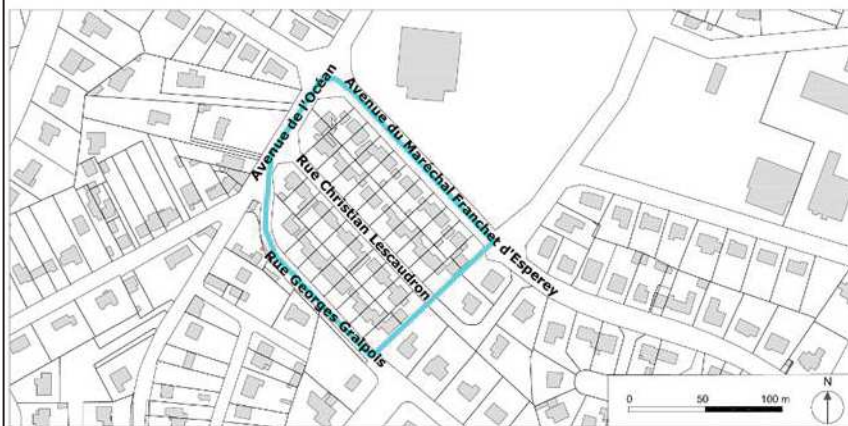 Avenue de l'Océan
Avenue du Maréchal Franchet d'Esperey
Rue Christian Lescaudron
Rue Georges Gralpois
0 50 100 m
N